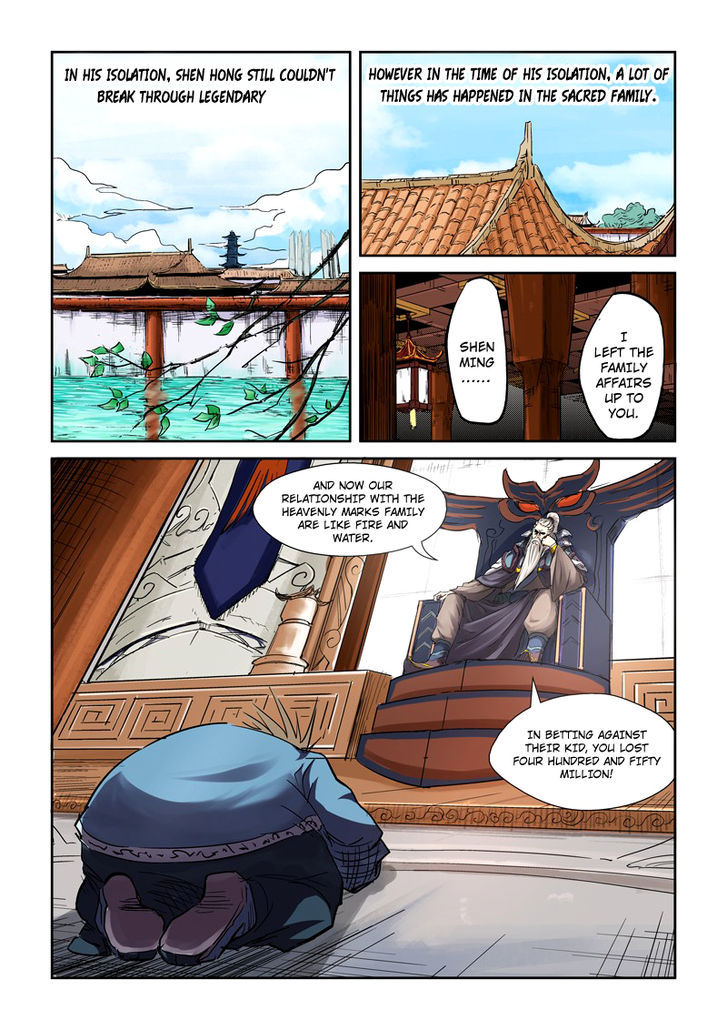 IN HIS ISOLATION, SHEN HONG STILL COULDN'T
BREAK THROUGH LEGENDARY
HOWEVER IN THE TIME OF HIS ISOLATION, A LOT OF
THINGS HAS HAPPENED IN THE SACRED FAMILY.
SHEN
MING
......
I
LEFT THE
FAMILY
AFFAIRS
UP TO
YOU.
AND NOW OUR
RELATIONSHIP WITH THE
HEAVENLY MARKS FAMILY
ARE LIKE FIRE AND
WATER.
IN BETTING AGAINST
THEIR KID, YOU LOST
FOUR HUNDRED AND FIFTY
MILLION!